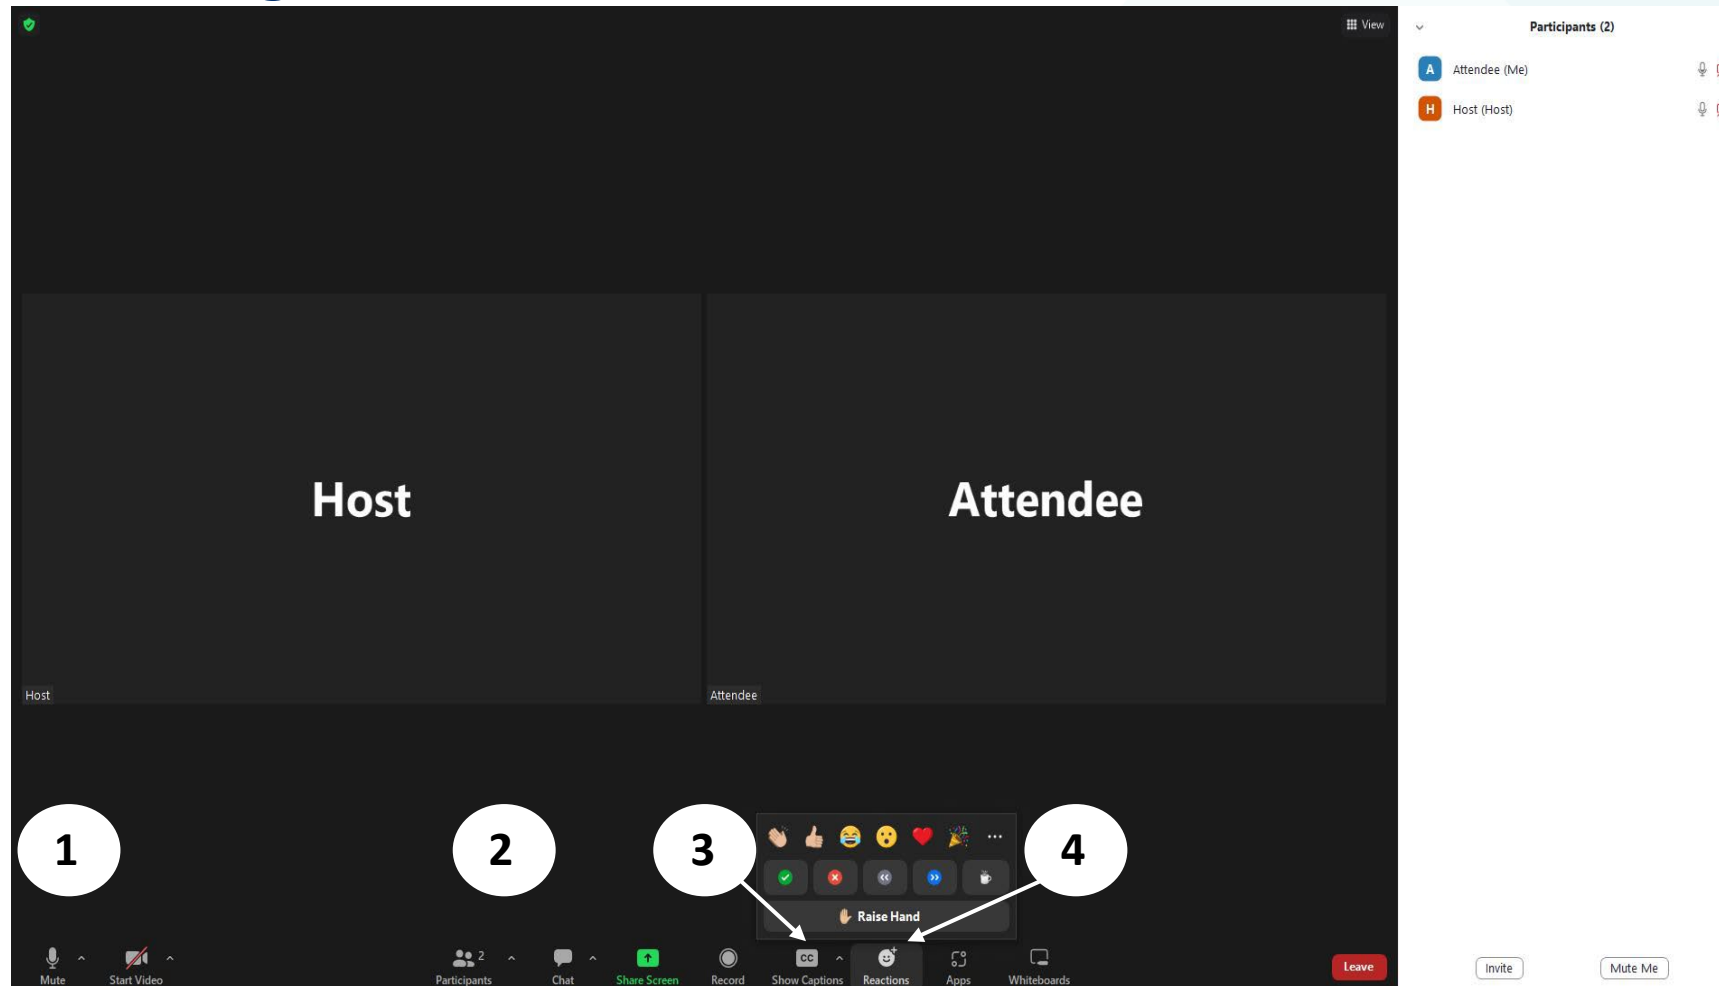 View
Participants (2)
A Attendee (Me)
H Host (Host)
Host
Attendee
Host
Attendee
1
2
3
4
Raise Hand
2
CC
Mute
Start Video
Participants
Chat
Share Screen
Record
Show Captions
Reactions
Apps
Whiteboards
Leave
Invite
Mute Me